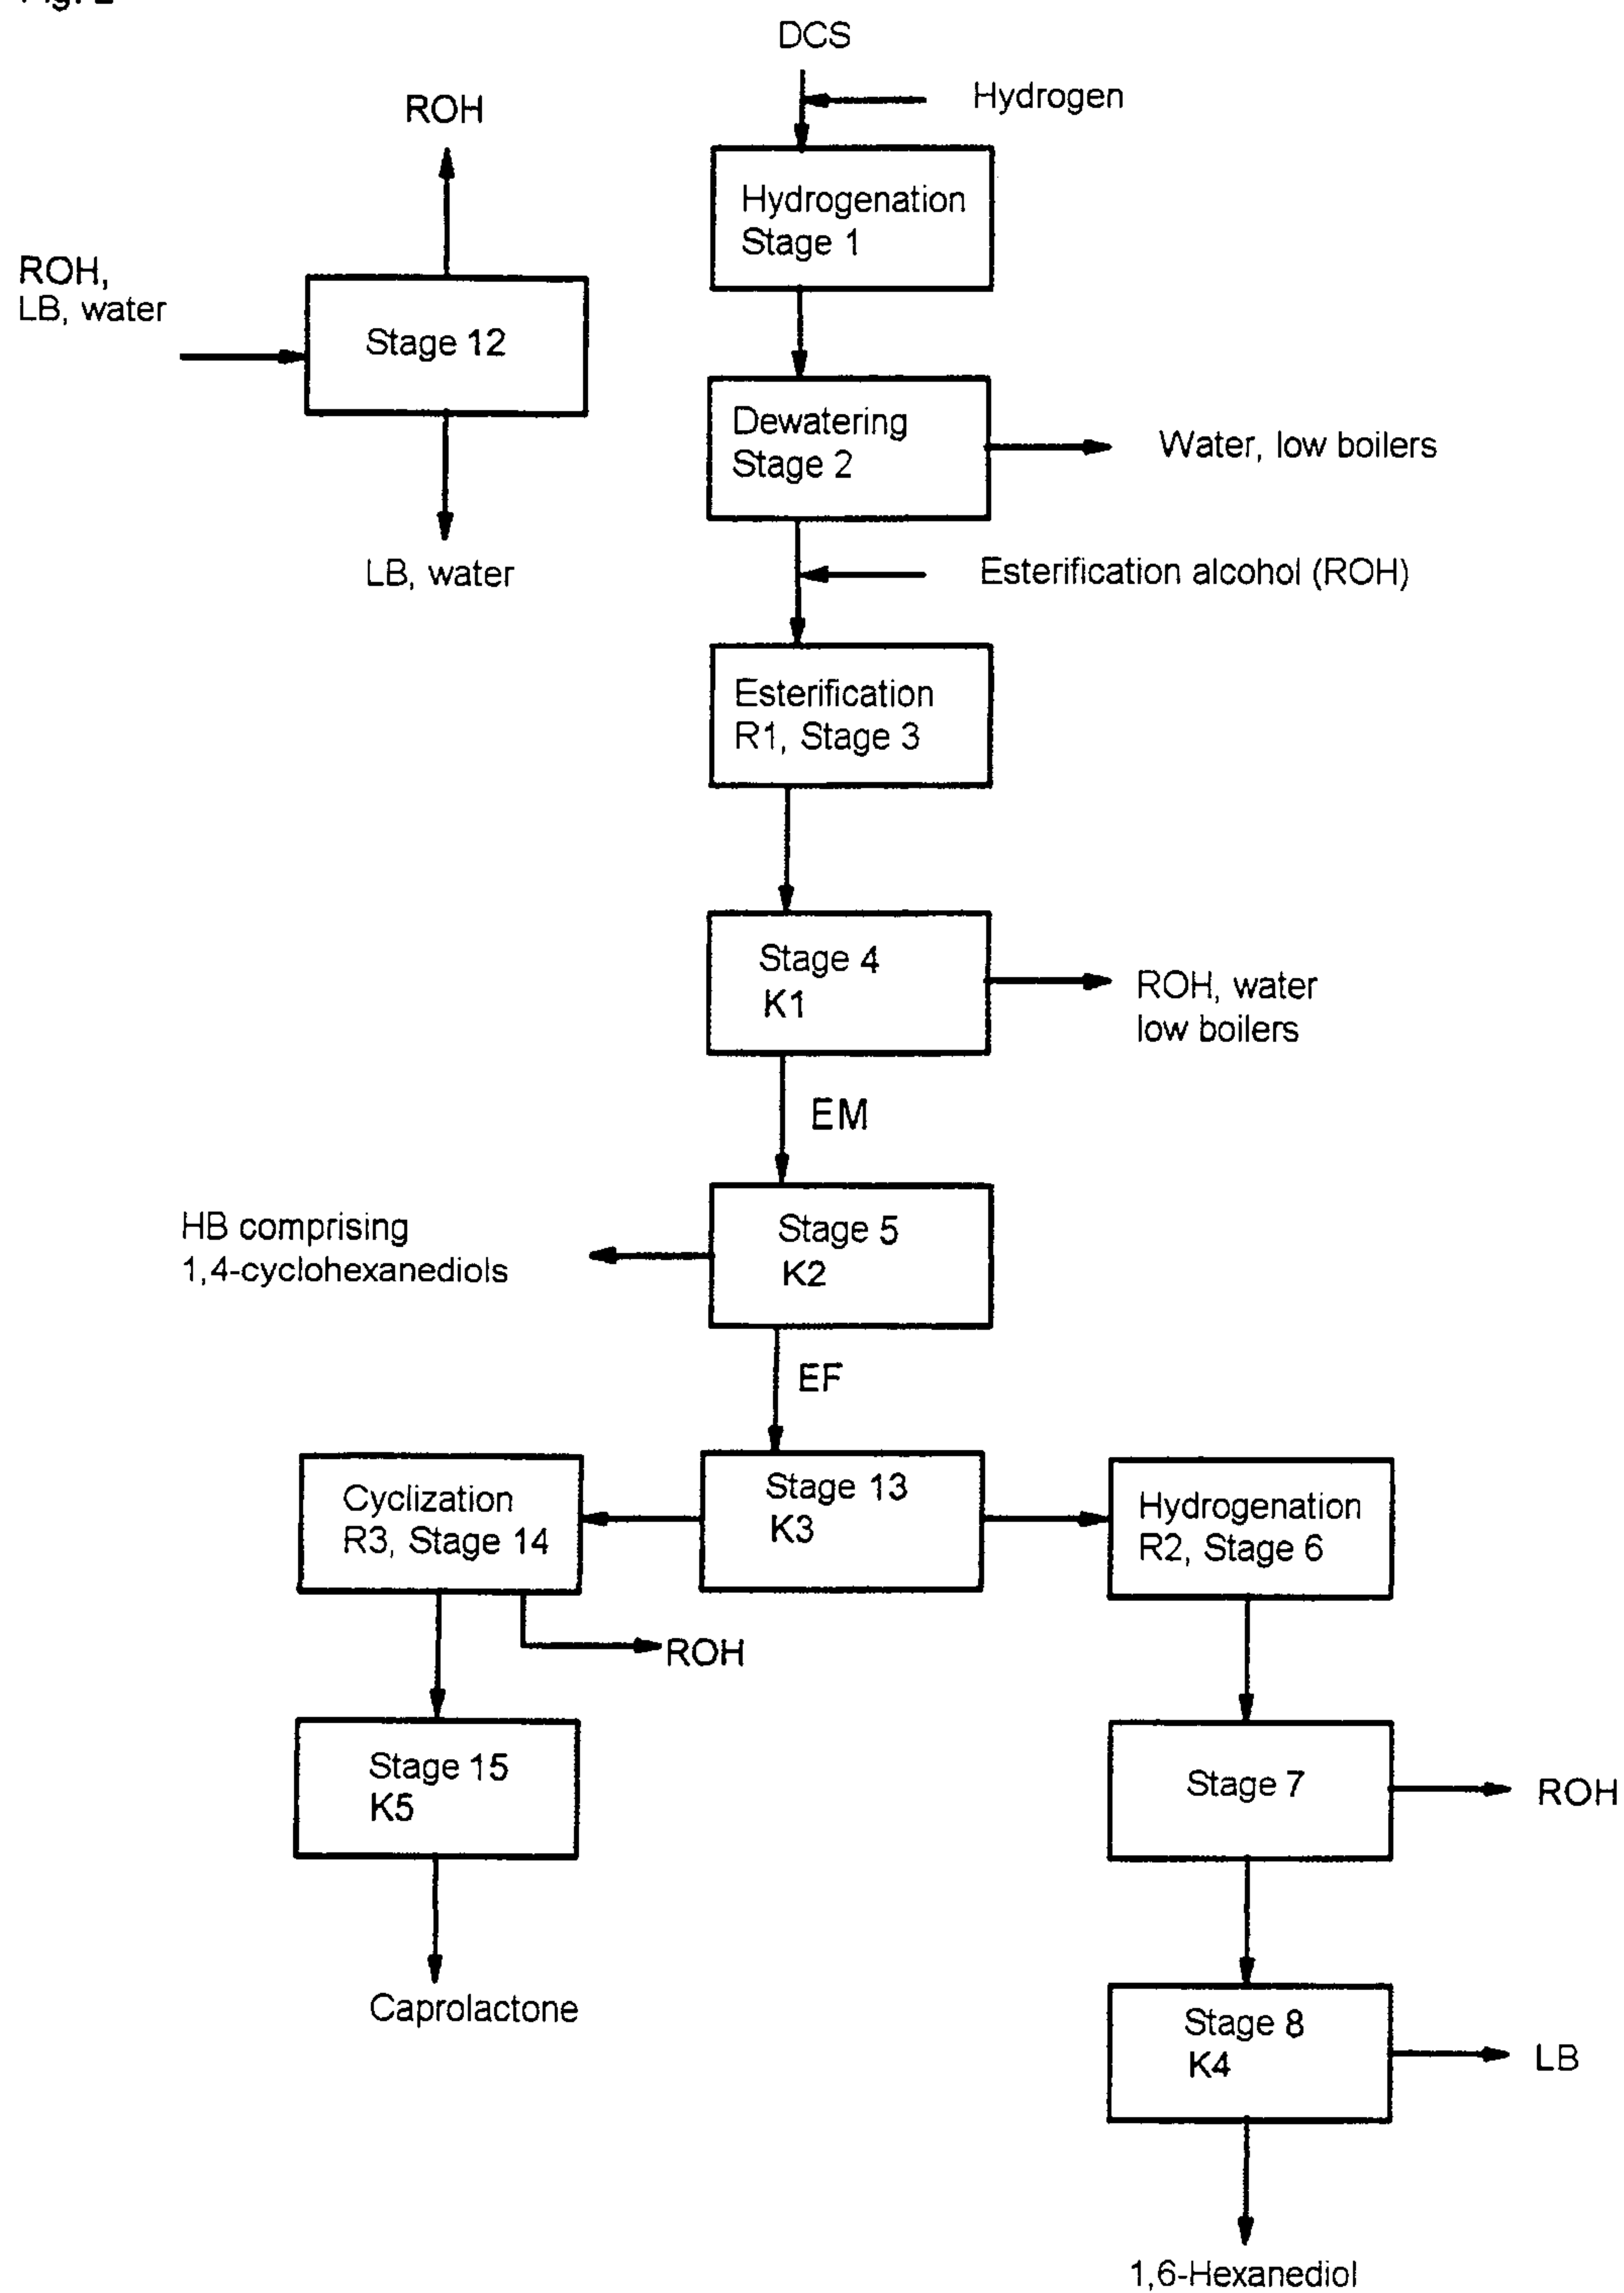 Fig. 2
DCS
Hydrogen
ROH
Hydrogenation
Stage 1
ROH,
LB, water
Stage 12
Dewatering
Stage 2
Water, low boilers
LB, water
Esterification alcohol (ROH)
Esterification
R1, Stage 3
Stage 4
K1
ROH, water
low boilers
EM
HB comprising
1,4-cyclohexanediols
Stage 5
K2
EF
Cyclization
R3, Stage 14
Stage 13
K3
Hydrogenation
R2, Stage 6
ROH
Stage 15
K5
Stage 7
ROH
Caprolactone
Stage 8
K4
LB
1,6-Hexanediol